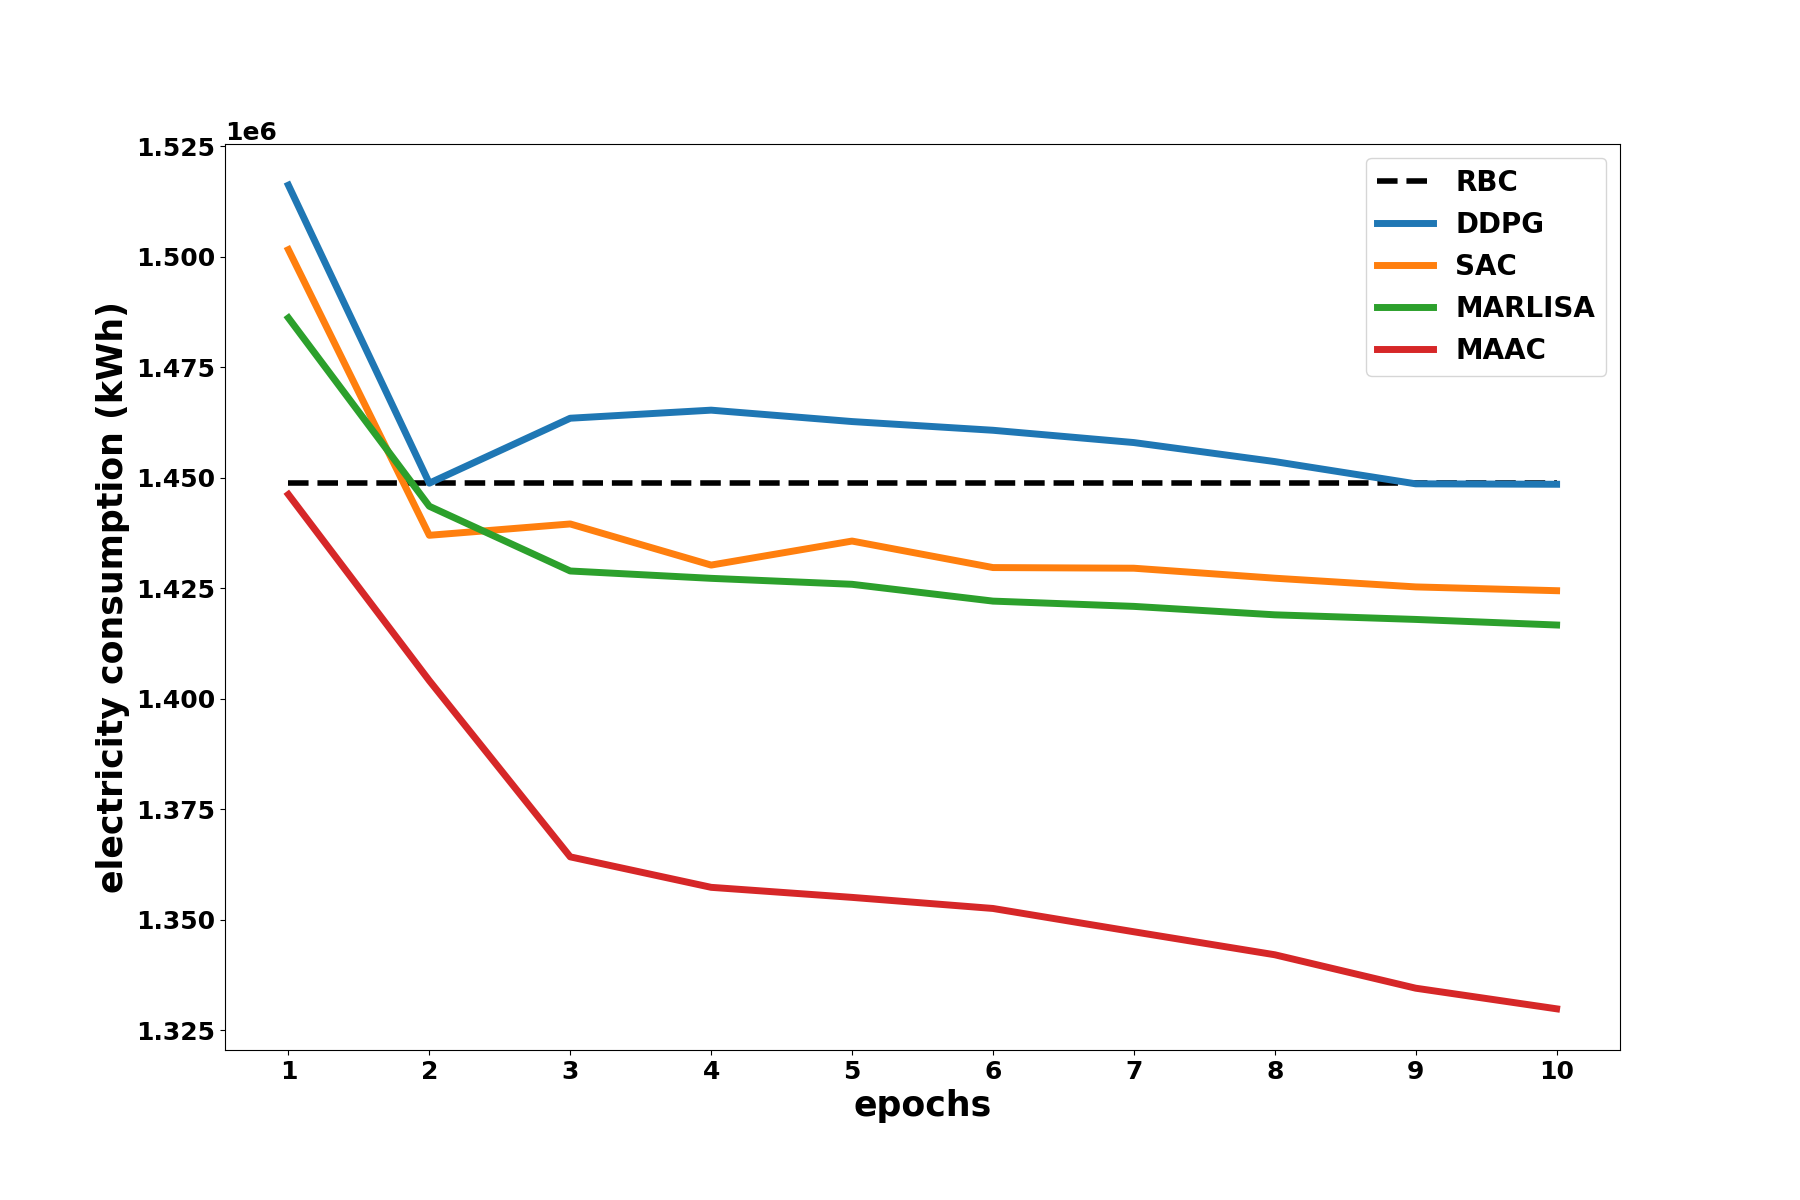 1e6
1.525
1.500
1.475
1.450
1.425
1.400
1.375
1.350
1.325
electricity consumption (kWh)
RBC
DDPG
SAC
MARLISA
MAAC
1 2 3 4 5 6 7 8 9 10
epochs